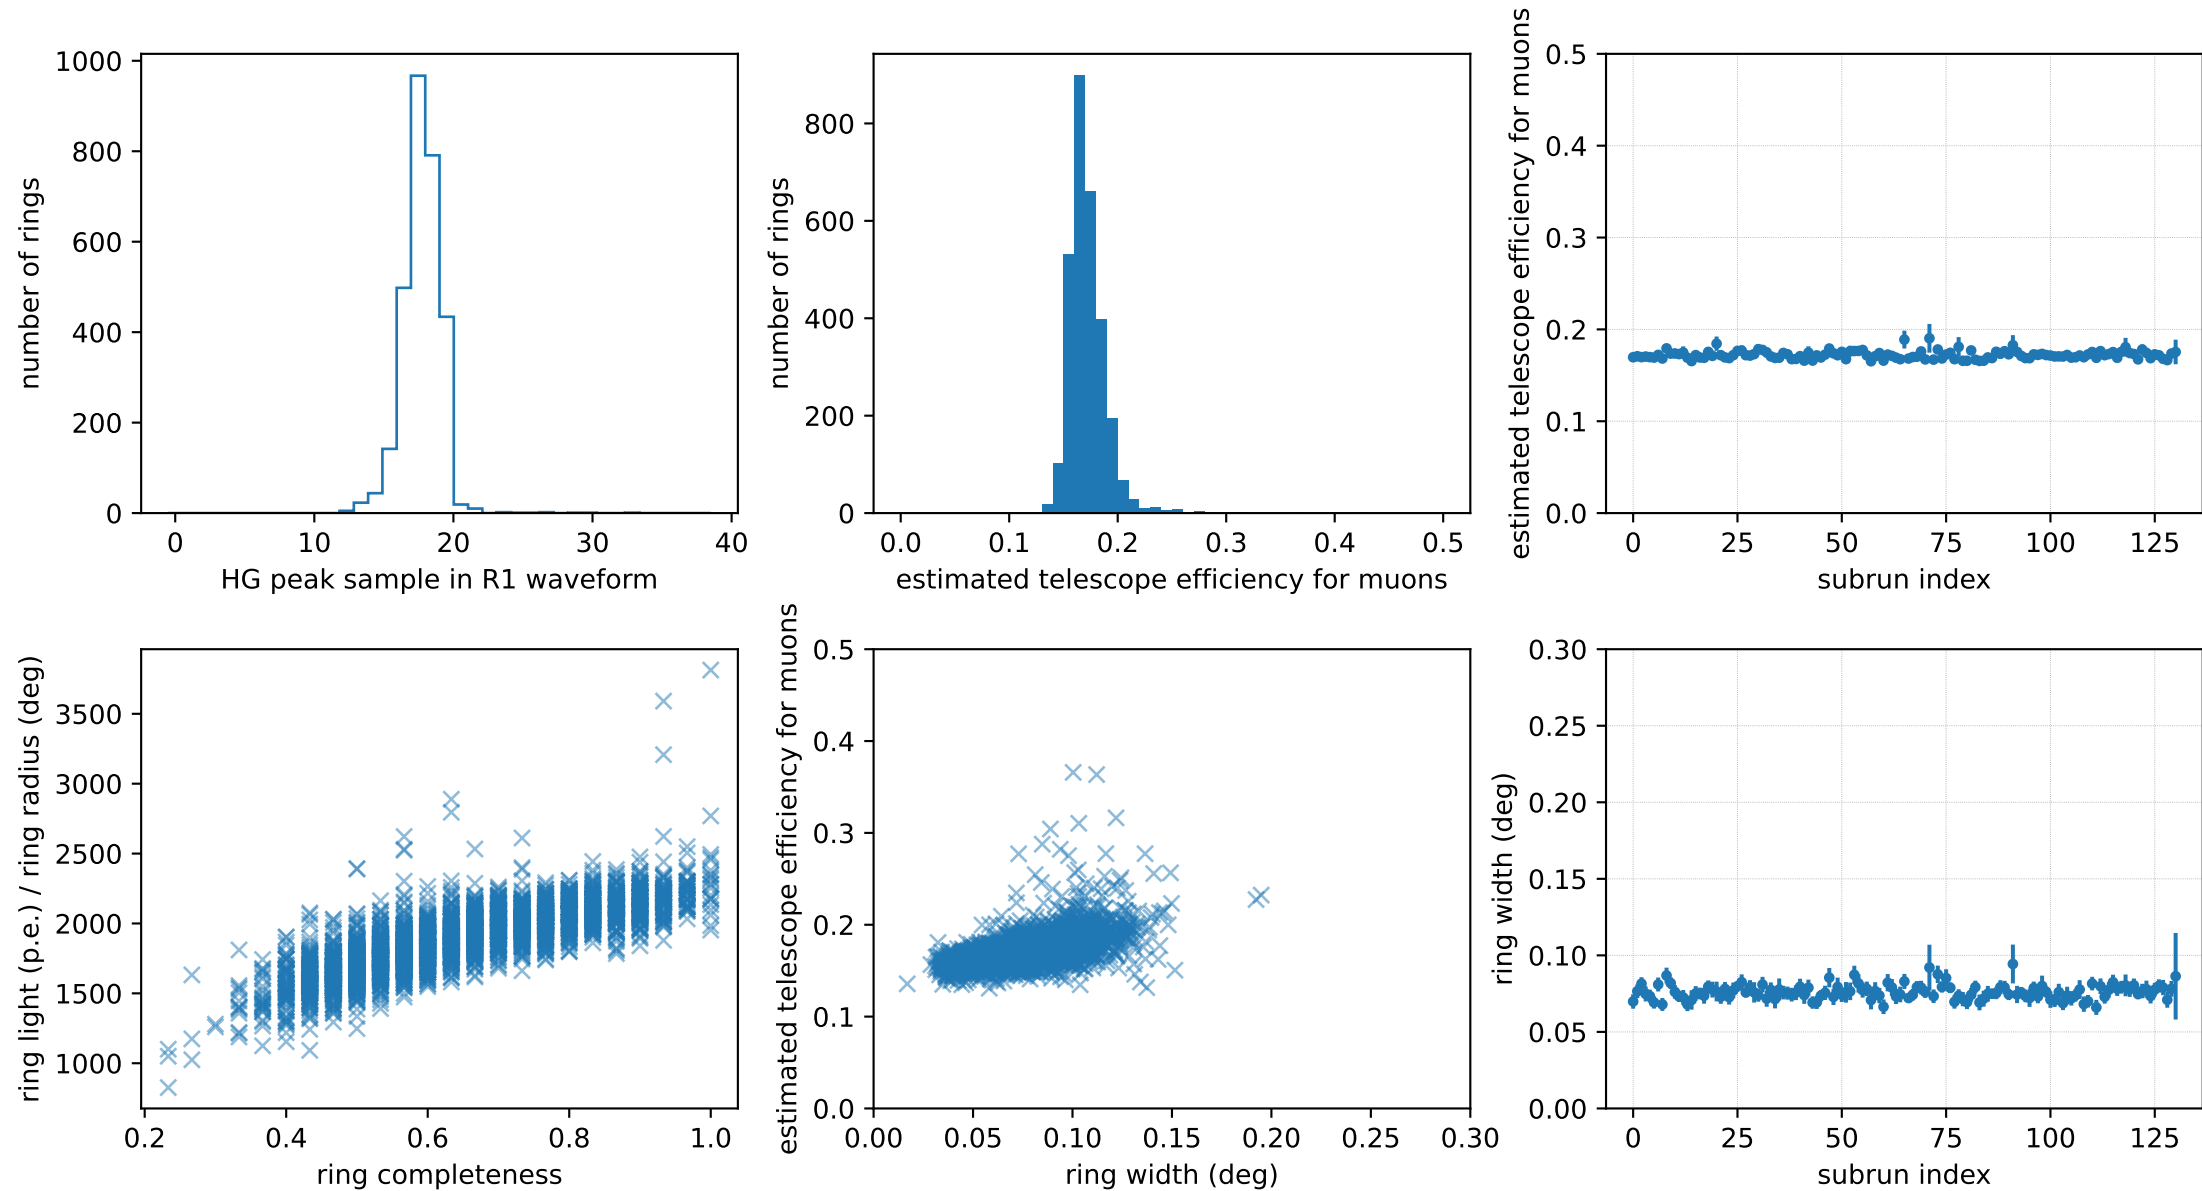 number of rings
1000
800
600
400
200
0
0 10 20 30 40
HG peak sample in R1 waveform
number of rings
800
600
400
200
0
0.0 0.1 0.2 0.3 0.4 0.5
estimated telescope efficiency for muons
estimated telescope efficiency for muons
0.5
0.4
0.3
0.2
0.1
0.0
0 25 50 75 100 125
subrun index
ring light (p.e.) / ring radius (deg)
3500
3000
2500
2000
1500
1000
0.2 0.4 0.6 0.8 1.0
ring completeness
estimated telescope efficiency for muons
0.5
0.4
0.3
0.2
0.1
0.0
0.00 0.05 0.10 0.15 0.20 0.25 0.30
ring width (deg)
ring width (deg)
0.30
0.25
0.20
0.15
0.10
0.05
0.00
0 25 50 75 100 125
subrun index